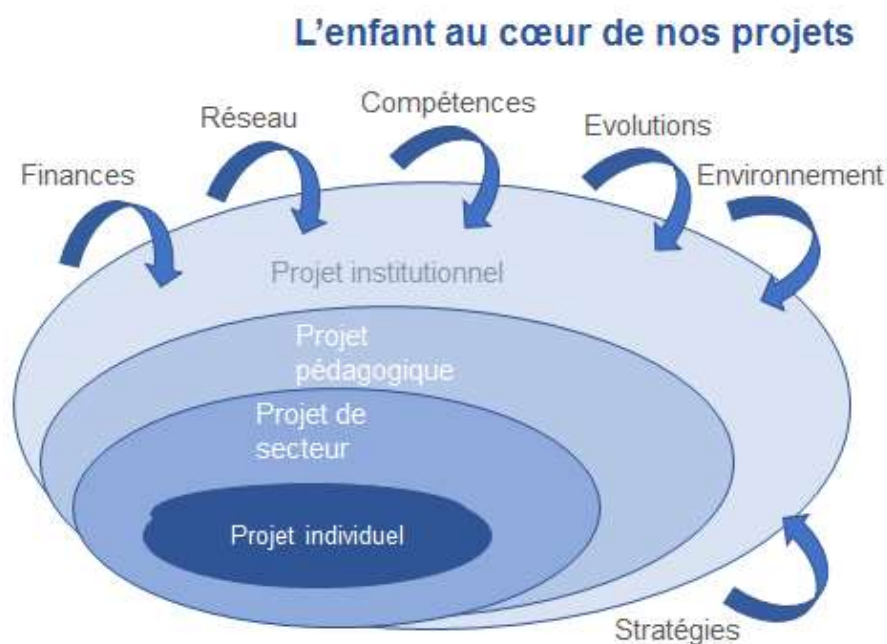 L'enfant au cœur de nos projets
Compétences
Réseau
Evolutions
Finances
Environnement
Projet institutionnel
Projet
pédagogique
Projet de
secteur
Projet individuel
Stratégies